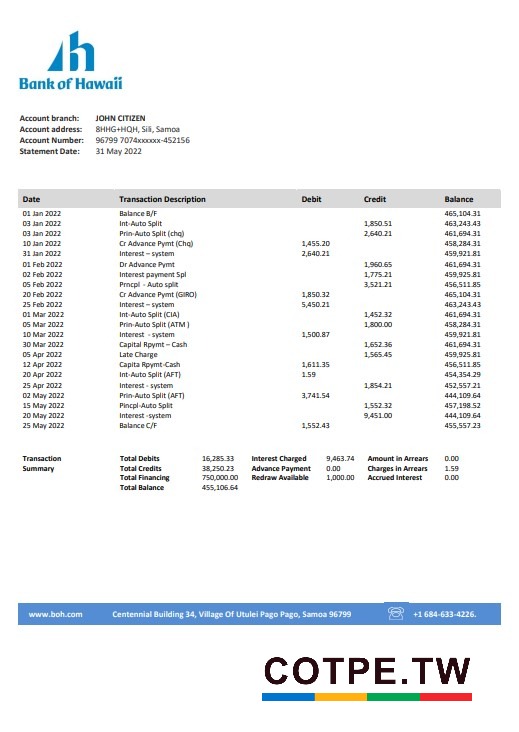 Bank of Hawaii
Account branch: JOHN CITIZEN
Account address: 8HHG+HQH, Sili, Samoa
Account Number: 96799 7074xxxxxx-452156
Statement Date: 31 May 2022
Date Transaction Description Debit Credit Balance
01 Jan 2022 Balance B/F 465,104.31
03 Jan 2022 Int-Auto Split 1,850.51 463,243.43
03 Jan 2022 Prin-Auto Split (chq) 2,640.21 461,694.31
10 Jan 2022 Cr Advance Pymt (Chq) 1,455.20 458,284.31
31 Jan 2022 Interest – system 2,640.21 459,921.81
01 Feb 2022 Dr Advance Pymt 1,960.65 461,694.31
02 Feb 2022 Interest payment Spl 1,775.21 459,925.81
05 Feb 2022 Prncpl - Auto split 3,521.21 456,511.85
20 Feb 2022 Cr Advance Pymt (GIRO) 1,850.32 465,104.31
25 Feb 2022 Interest – system 5,450.21 463,243.43
01 Mar 2022 Int-Auto Split (CIA) 1,452.32 461,694.31
05 Mar 2022 Prin-Auto Split (ATM ) 1,800.00 458,284.31
10 Mar 2022 Interest - system 1,500.87 459,921.81
30 Mar 2022 Capital Rpymt – Cash 1,652.36 461,694.31
05 Apr 2022 Late Charge 1,565.45 459,925.81
12 Apr 2022 Capita Rpymt-Cash 1,611.35 456,511.85
20 Apr 2022 Int-Auto Split (AFT) 1.59 454,354.29
25 Apr 2022 Interest - system 1,854.21 452,557.21
02 May 2022 Prin-Auto Split (AFT) 3,741.54 444,109.64
15 May 2022 Pincpl-Auto Split 1,552.32 457,198.52
20 May 2022 Interest -system 9,451.00 444,109.64
25 May 2022 Balance C/F 1,552.43 455,557.23
Transaction Total Debits 16,285.33 Interest Charged 9,463.74 Amount in Arrears 0.00
Summary Total Credits 38,250.23 Advance Payment 0.00 Charges in Arrears 1.59
Total Financing 750,000.00 Redraw Available 1,000.00 Accrued Interest 0.00
Total Balance 455,106.64
www.boh.com Centennial Building 34, Village Of Utulei Pago Pago, Samoa 96799 +1 684-633-4226.
COTPE.TW